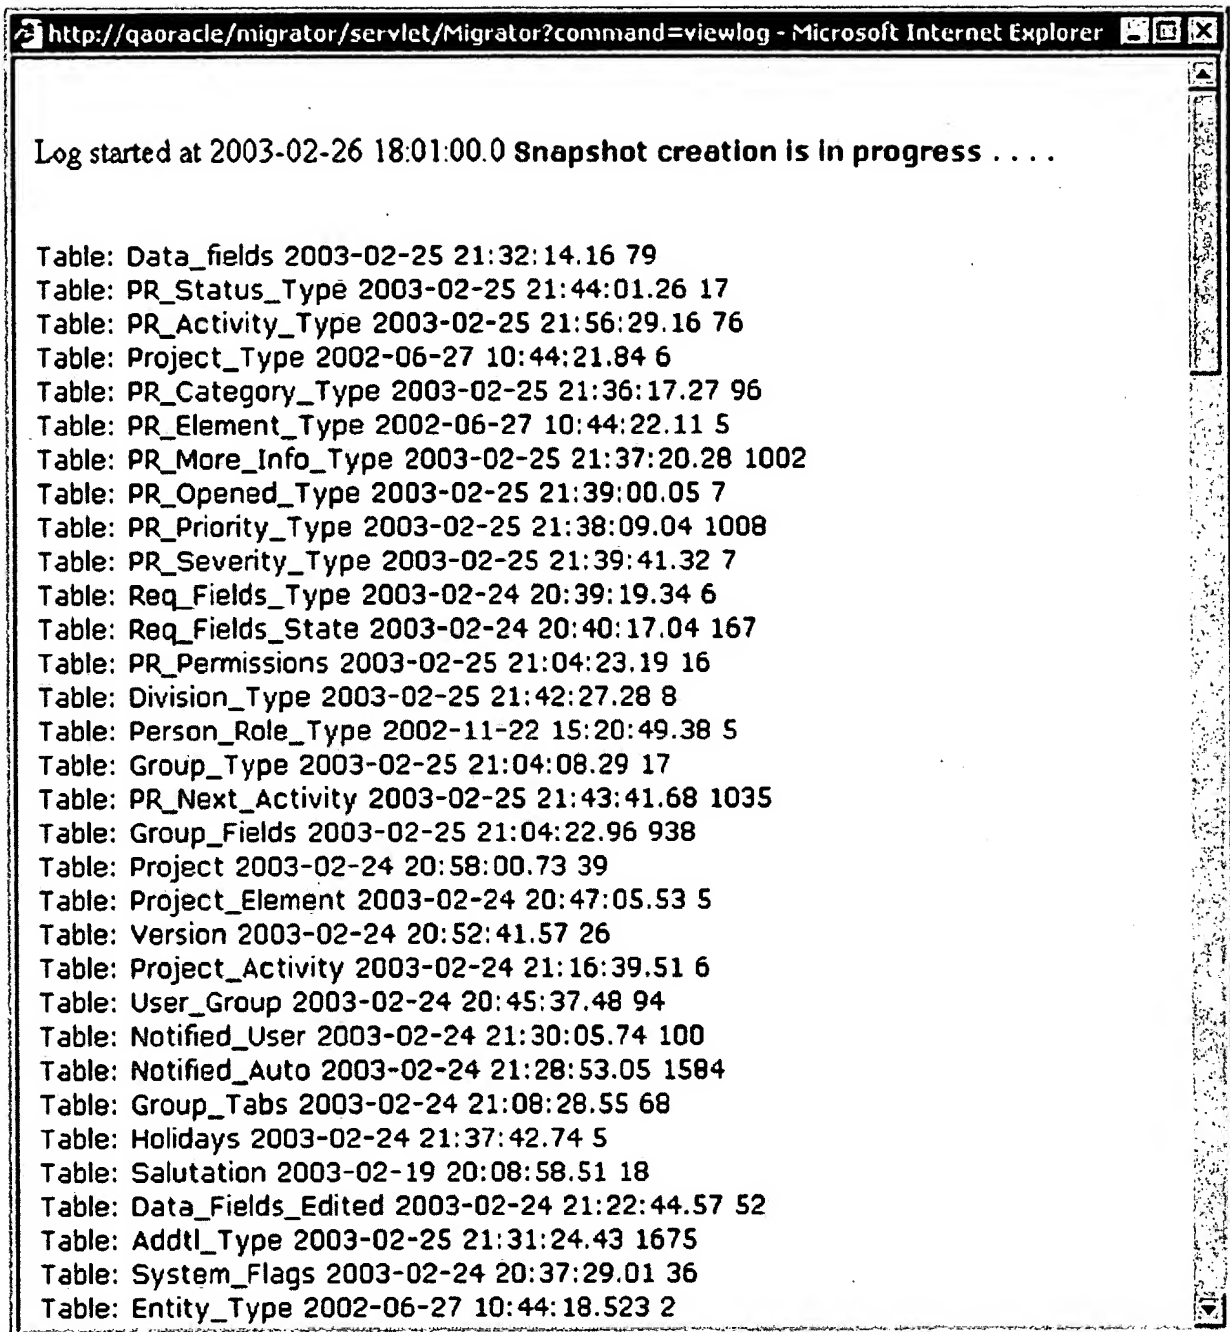 http://qaoracle/migrator/servlet/Migrator?command=viewlog - Microsoft Internet Explorer
Log started at 2003-02-26 18:01:00.0 Snapshot creation is in progress . . . .
Table: Data_fields 2003-02-25 21:32:14.16 79
Table: PR_Status_Type 2003-02-25 21:44:01.26 17
Table: PR_Activity_Type 2003-02-25 21:56:29.16 76
Table: Project_Type 2002-06-27 10:44:21.84 6
Table: PR_Category_Type 2003-02-25 21:36:17.27 96
Table: PR_Element_Type 2002-06-27 10:44:22.11 5
Table: PR_More_Info_Type 2003-02-25 21:37:20.28 1002
Table: PR_Opened_Type 2003-02-25 21:39:00.05 7
Table: PR_Priority_Type 2003-02-25 21:38:09.04 1008
Table: PR_Severity_Type 2003-02-25 21:39:41.32 7
Table: Req_Fields_Type 2003-02-24 20:39:19.34 6
Table: Req_Fields_State 2003-02-24 20:40:17.04 167
Table: PR_Permissions 2003-02-25 21:04:23.19 16
Table: Division_Type 2003-02-25 21:42:27.28 8
Table: Person_Role_Type 2002-11-22 15:20:49.38 5
Table: Group_Type 2003-02-25 21:04:08.29 17
Table: PR_Next_Activity 2003-02-25 21:43:41.68 1035
Table: Group_Fields 2003-02-25 21:04:22.96 938
Table: Project 2003-02-24 20:58:00.73 39
Table: Project_Element 2003-02-24 20:47:05.53 5
Table: Version 2003-02-24 20:52:41.57 26
Table: Project_Activity 2003-02-24 21:16:39.51 6
Table: User_Group 2003-02-24 20:45:37.48 94
Table: Notified_User 2003-02-24 21:30:05.74 100
Table: Notified_Auto 2003-02-24 21:28:53.05 1584
Table: Group_Tabs 2003-02-24 21:08:28.55 68
Table: Holidays 2003-02-24 21:37:42.74 5
Table: Salutation 2003-02-19 20:08:58.51 18
Table: Data_Fields_Edited 2003-02-24 21:22:44.57 52
Table: Addtl_Type 2003-02-25 21:31:24.43 1675
Table: System_Flags 2003-02-24 20:37:29.01 36
Table: Entity_Type 2002-06-27 10:44:18.523 2